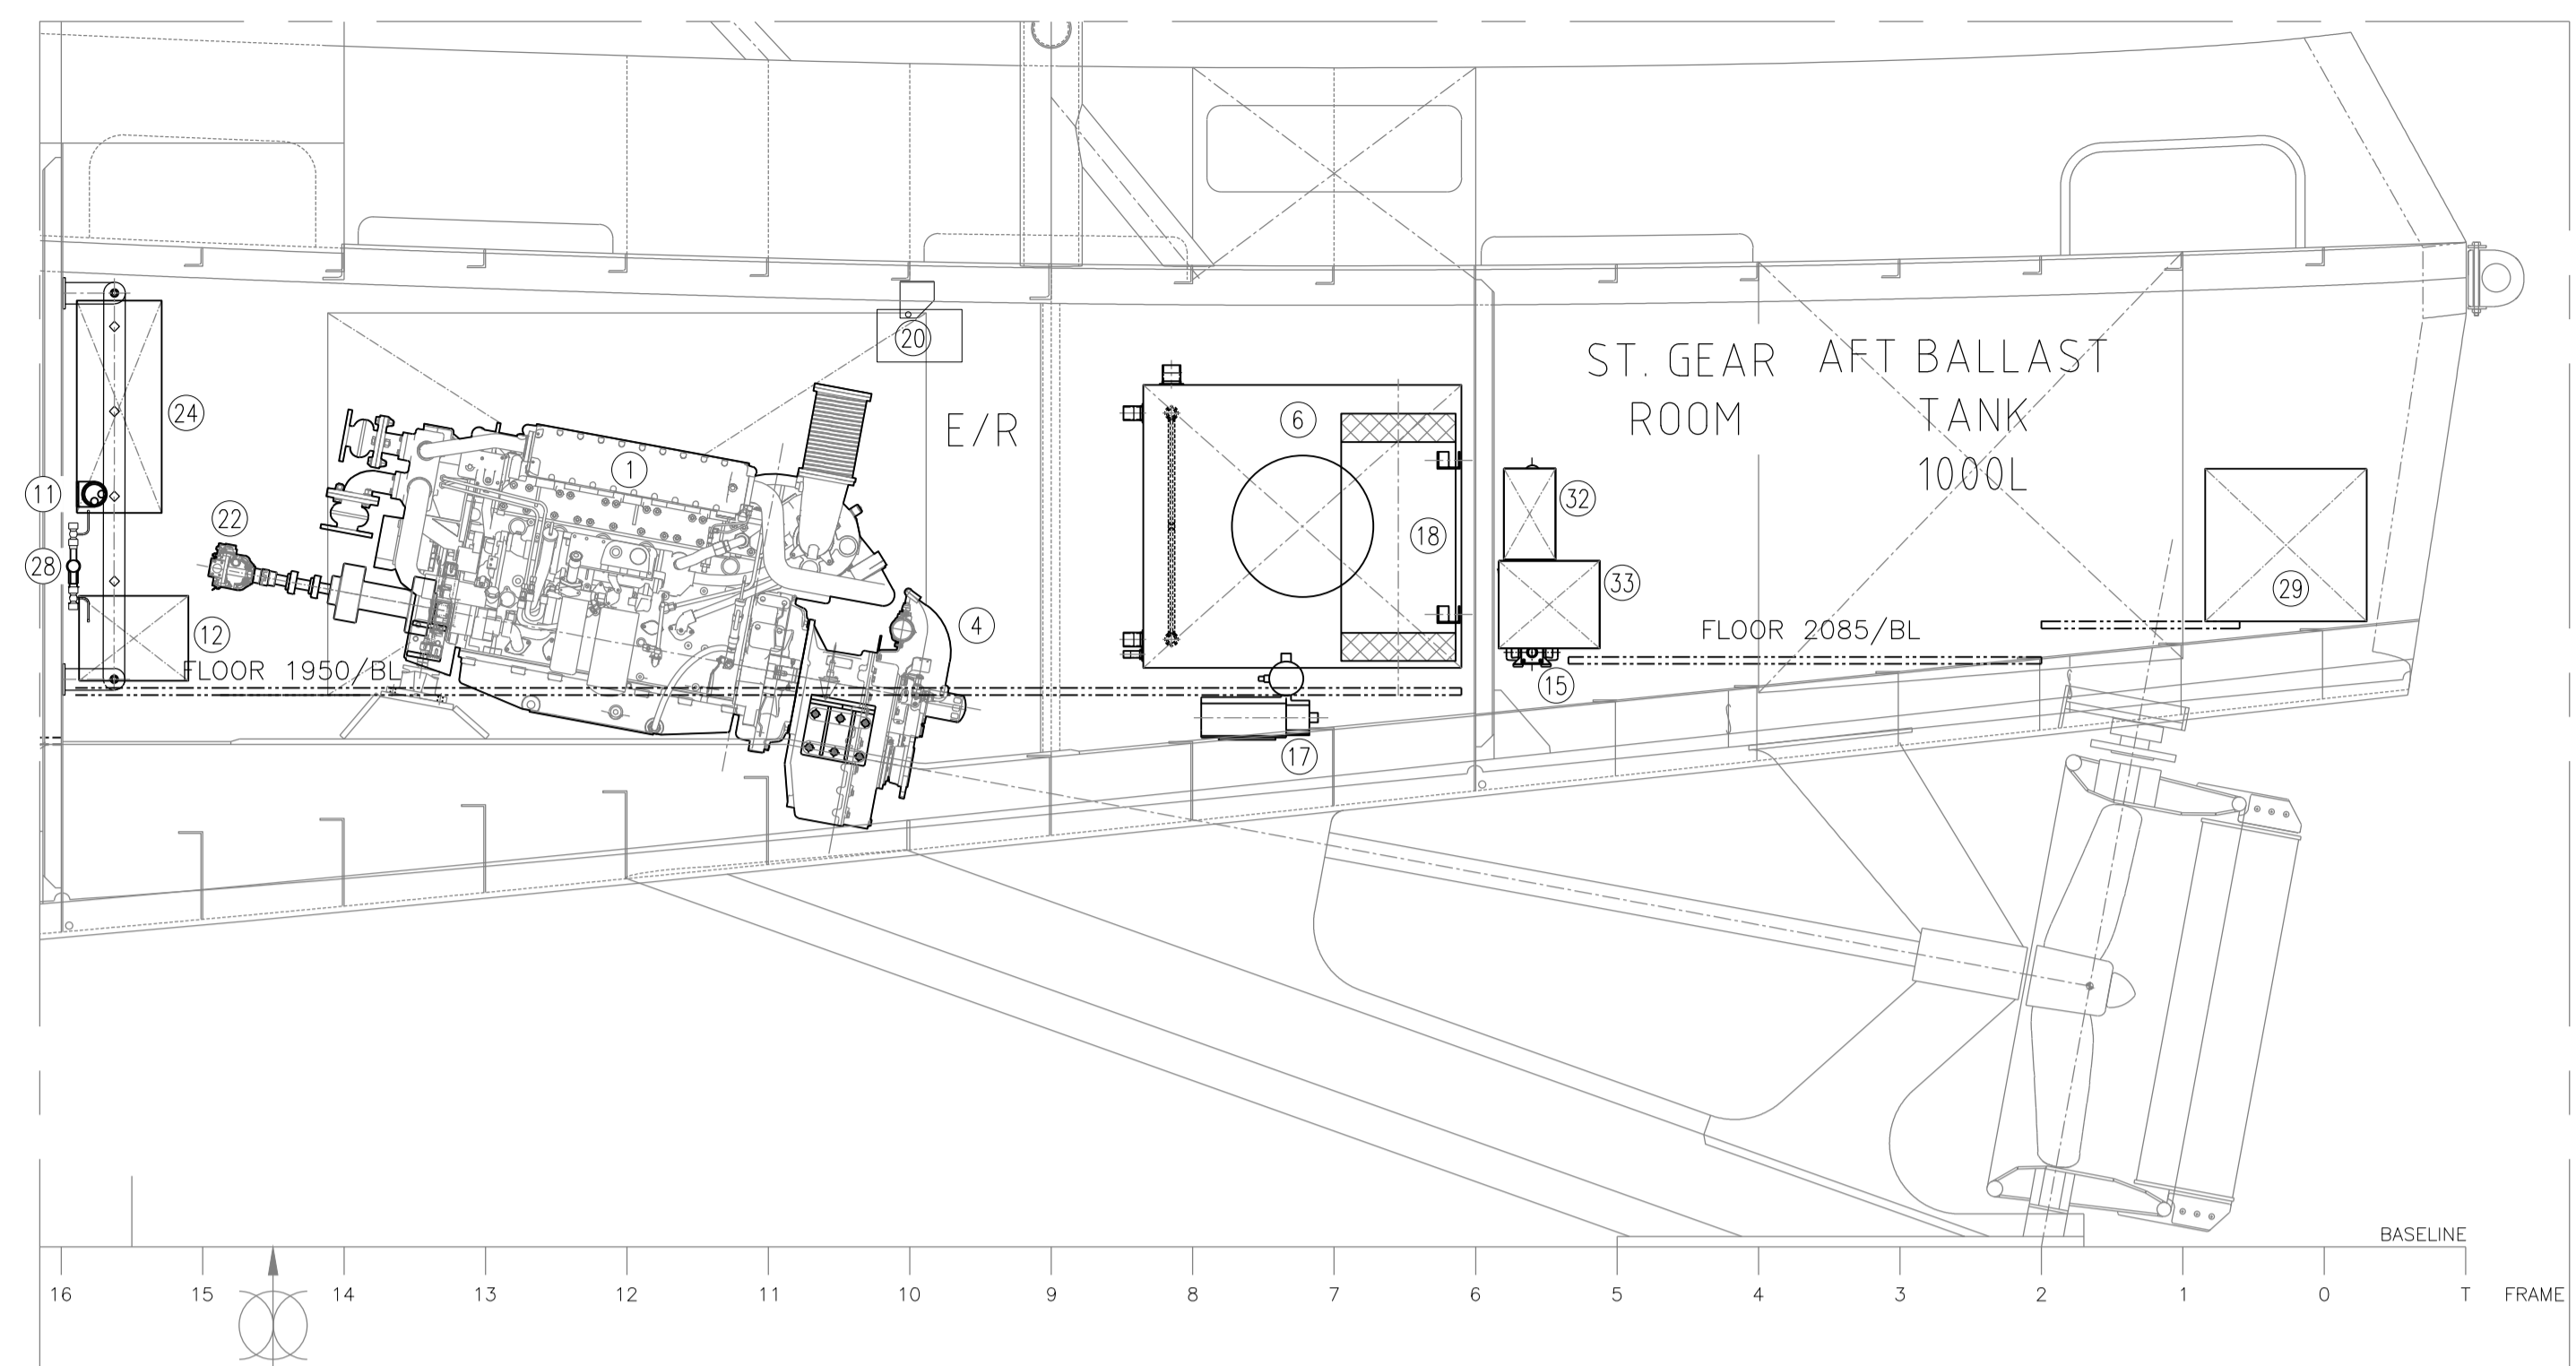 20
ST. GEAR
ROOM
AFT BALLAST
TANK
1000L
24
1
E/R
6
11
22
18
32
28
33
29
12
4
FLOOR 1950/BL
FLOOR 2085/BL
15
17
BASELINE
16 15 14 13 12 11 10 9 8 7 6 5 4 3 2 1 0 T FRAME